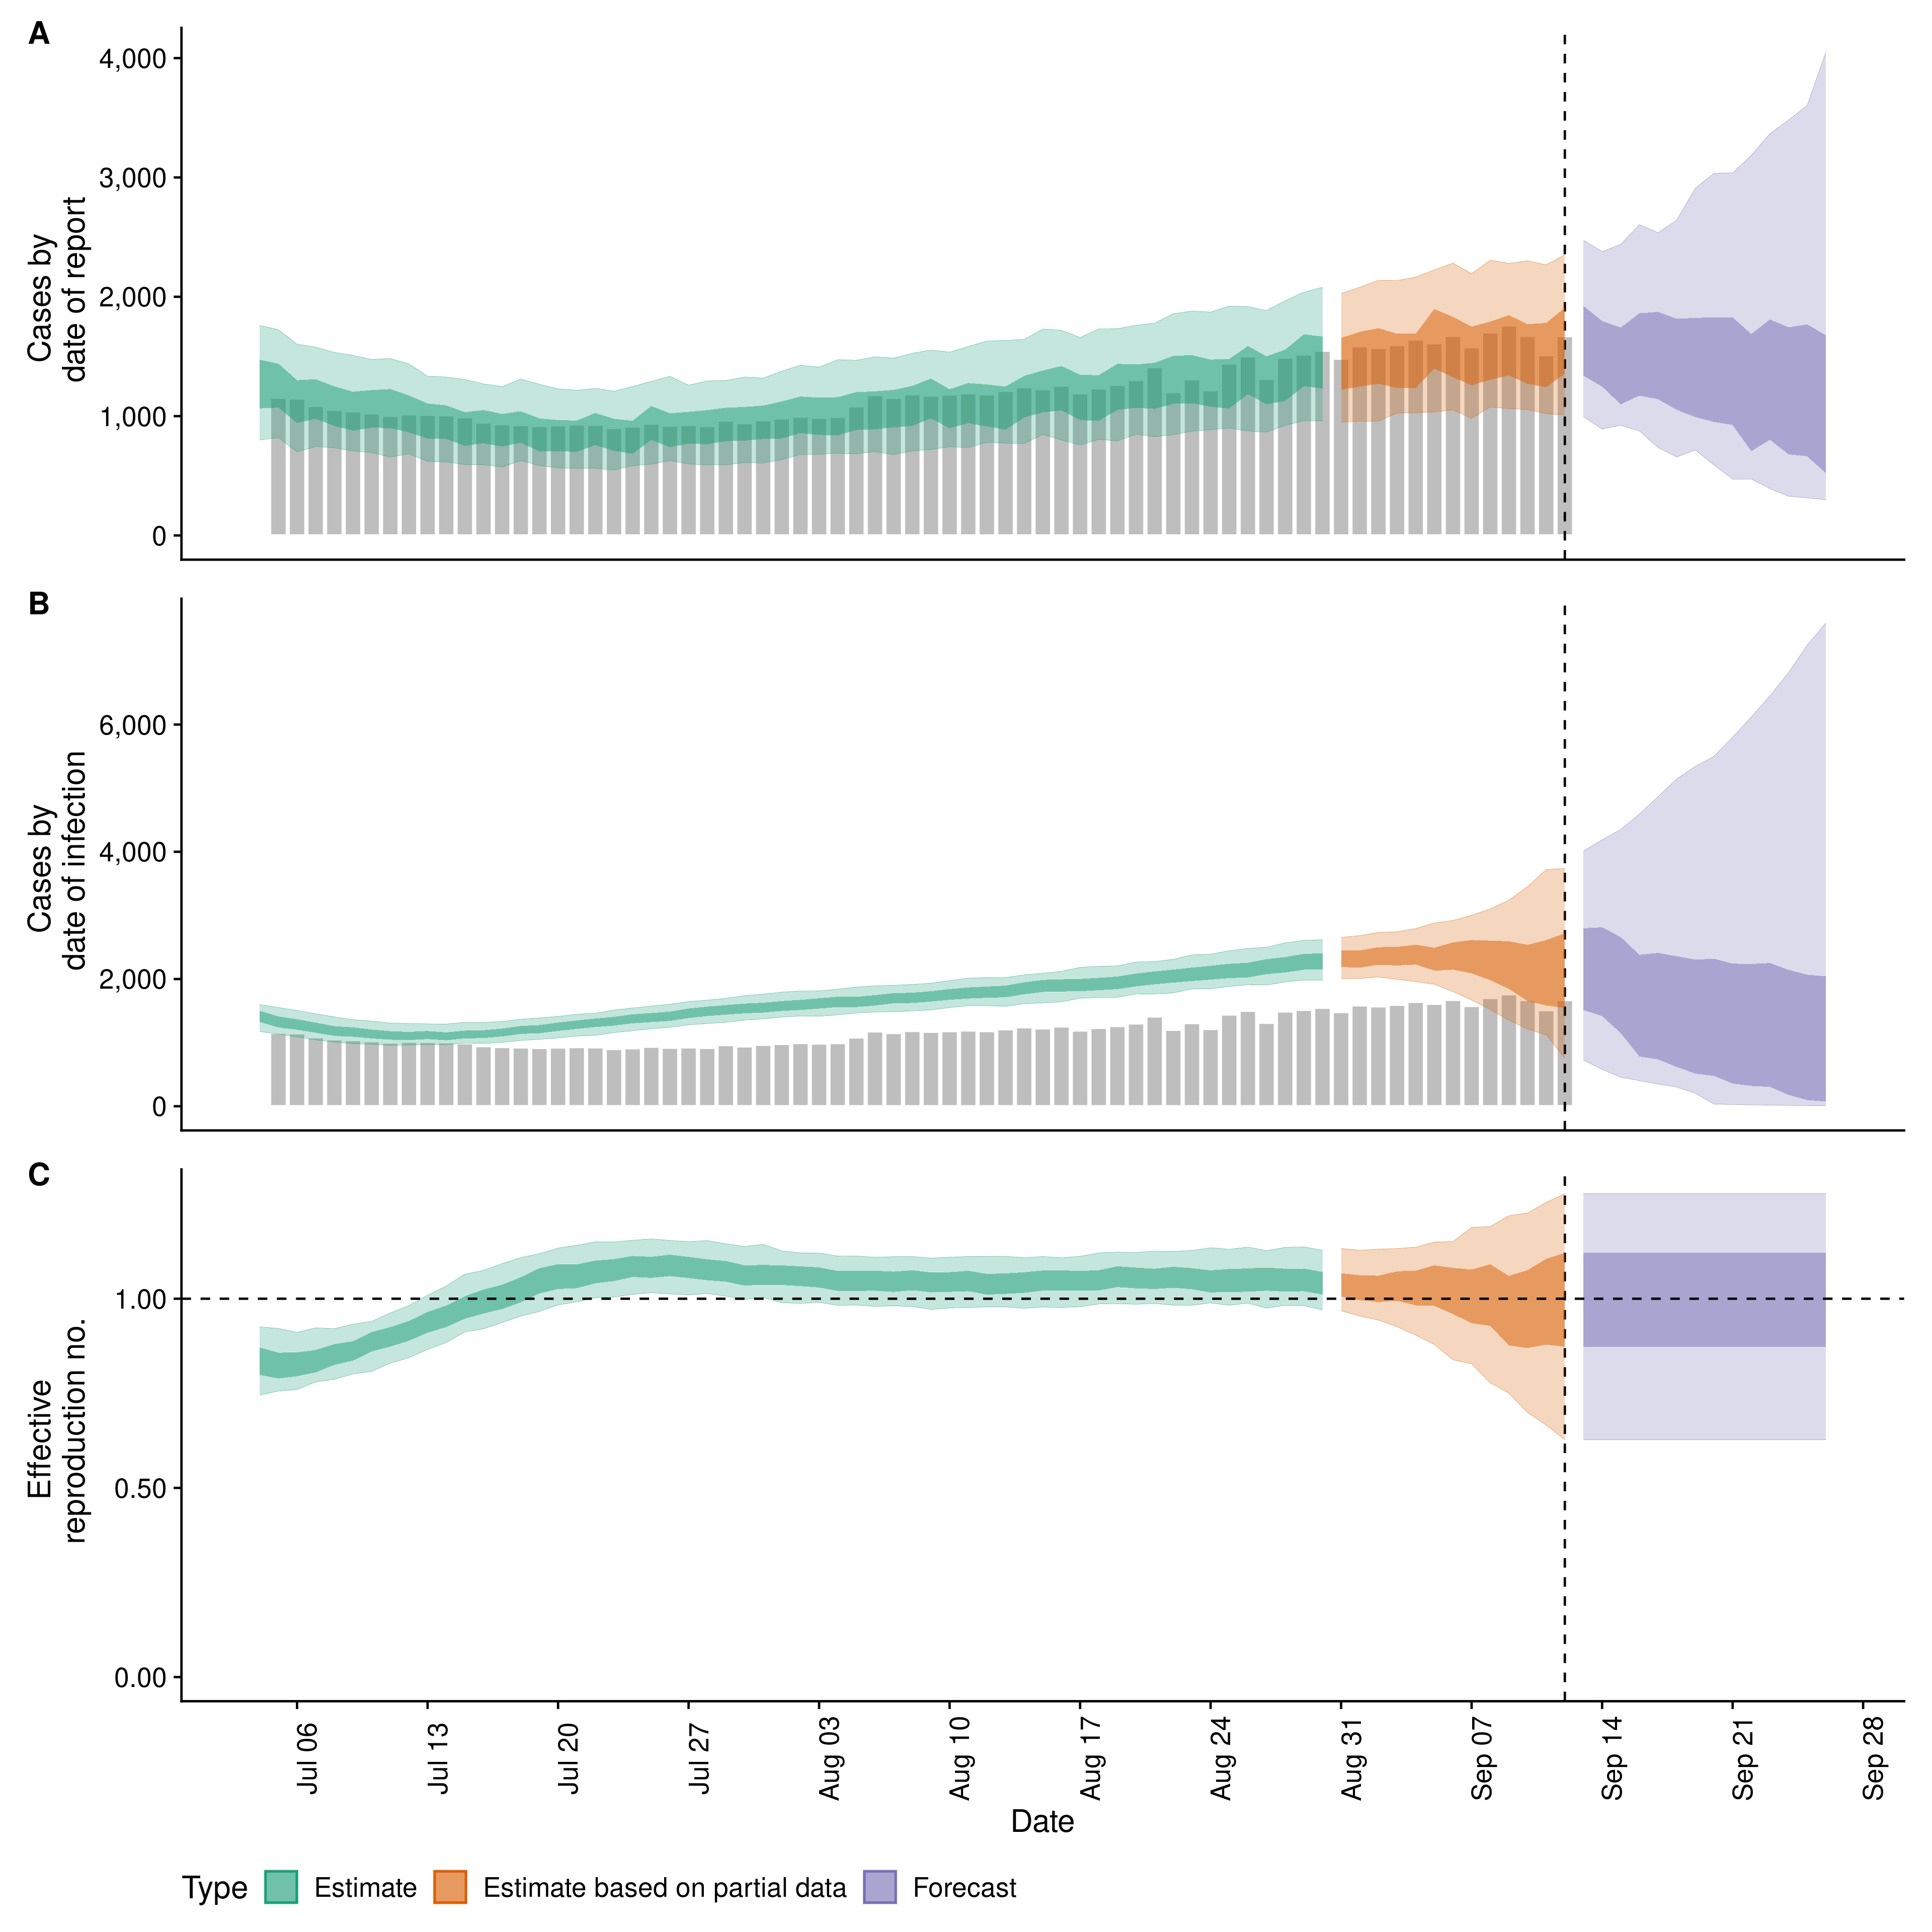 A
4,000
3,000
2,000
1,000
0
Cases by
date of report
B
6,000
4,000
2,000
0
Cases by
date of infection
C
1.00
0.50
0.00
Effective
reproduction no.
Jul 06
Jul 13
Jul 20
Jul 27
Aug 03
Aug 10
Aug 17
Aug 24
Aug 31
Sep 07
Sep 14
Sep 21
Sep 28
Date
Type Estimate Estimate based on partial data Forecast